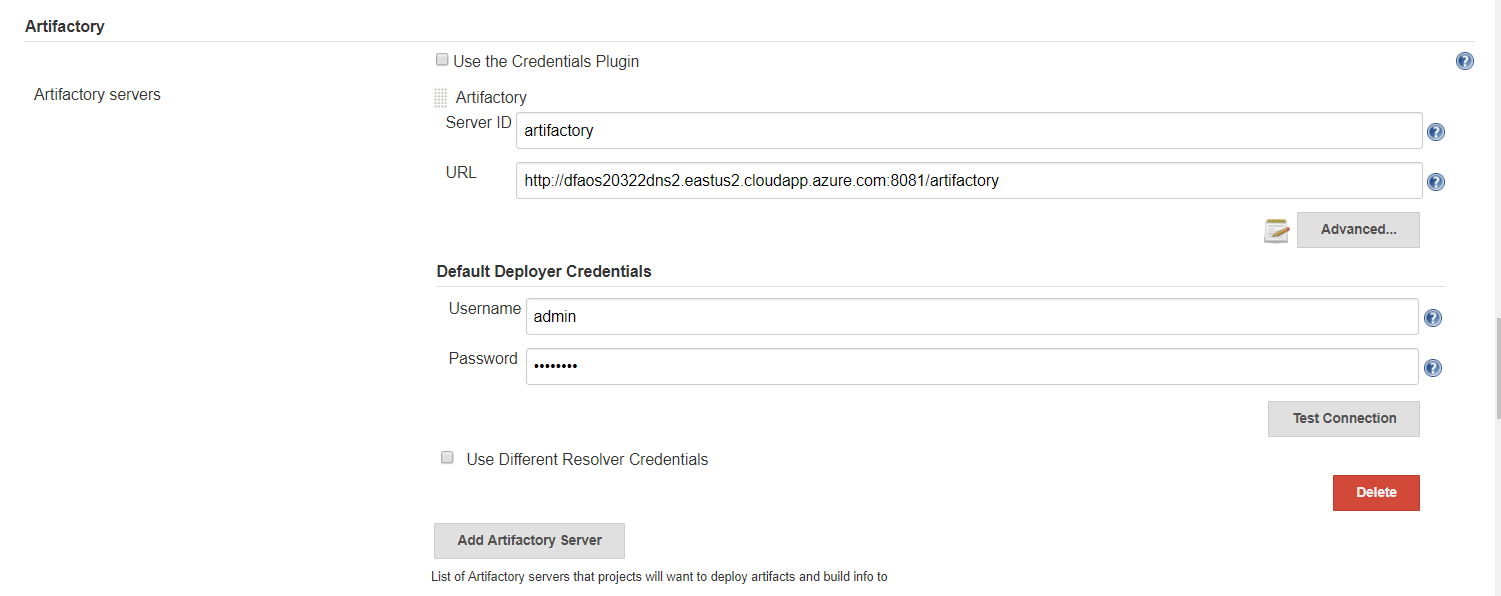 Artifactory
Use the Credentials Plugin
Artifactory servers
Artifactory
Server ID artifactory
URL http://dfaos20322dns2.eastus2.cloudapp.azure.com:8081/artifactory
Advanced...
Default Deployer Credentials
Username admin
Password ••••••••
Test Connection
Use Different Resolver Credentials
Delete
Add Artifactory Server
List of Artifactory servers that projects will want to deploy artifacts and build info to